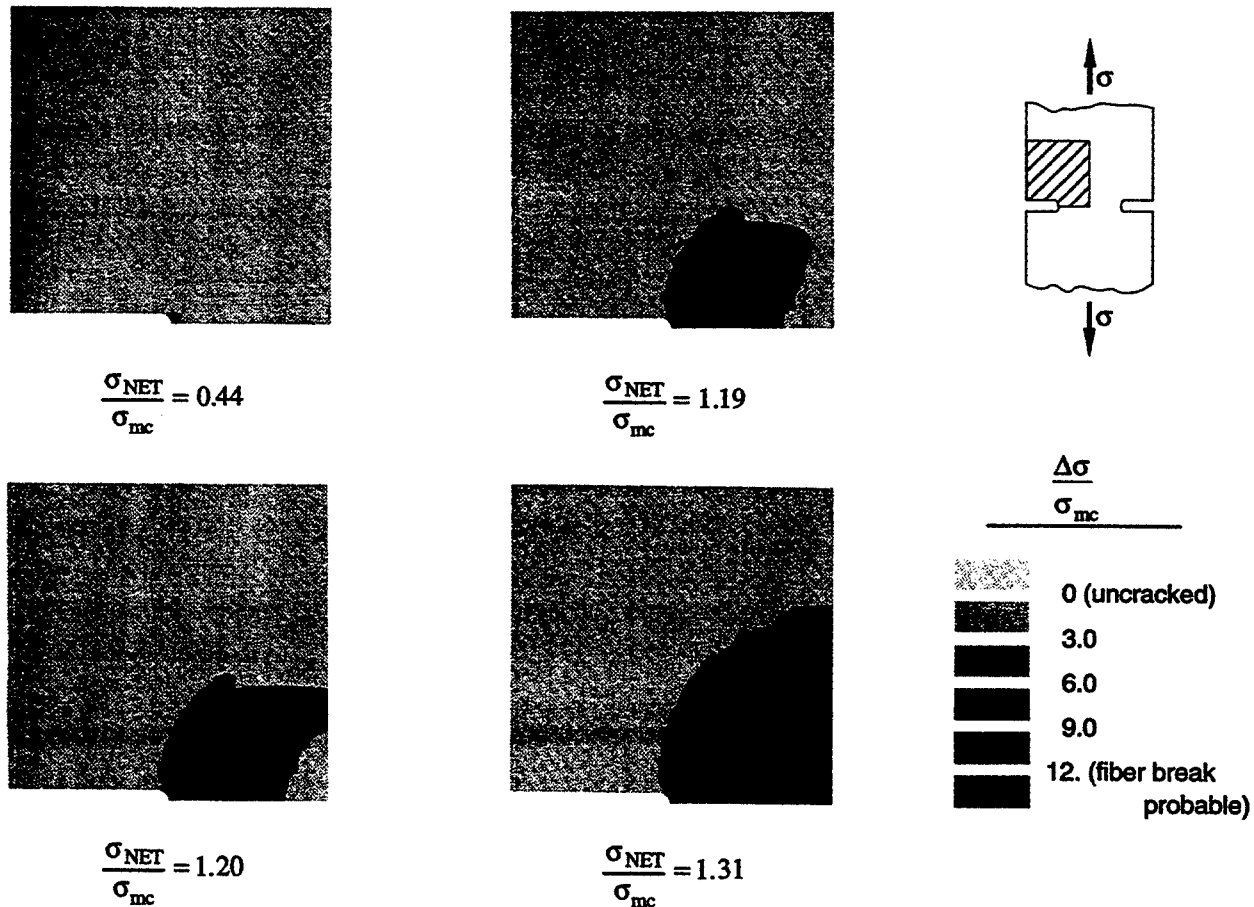 σ
σ
σNET/σmc = 0.44
σNET/σmc = 1.19
Δσ/σmc
0 (uncracked)
3.0
6.0
9.0
12. (fiber break
probable)
σNET/σmc = 1.20
σNET/σmc = 1.31